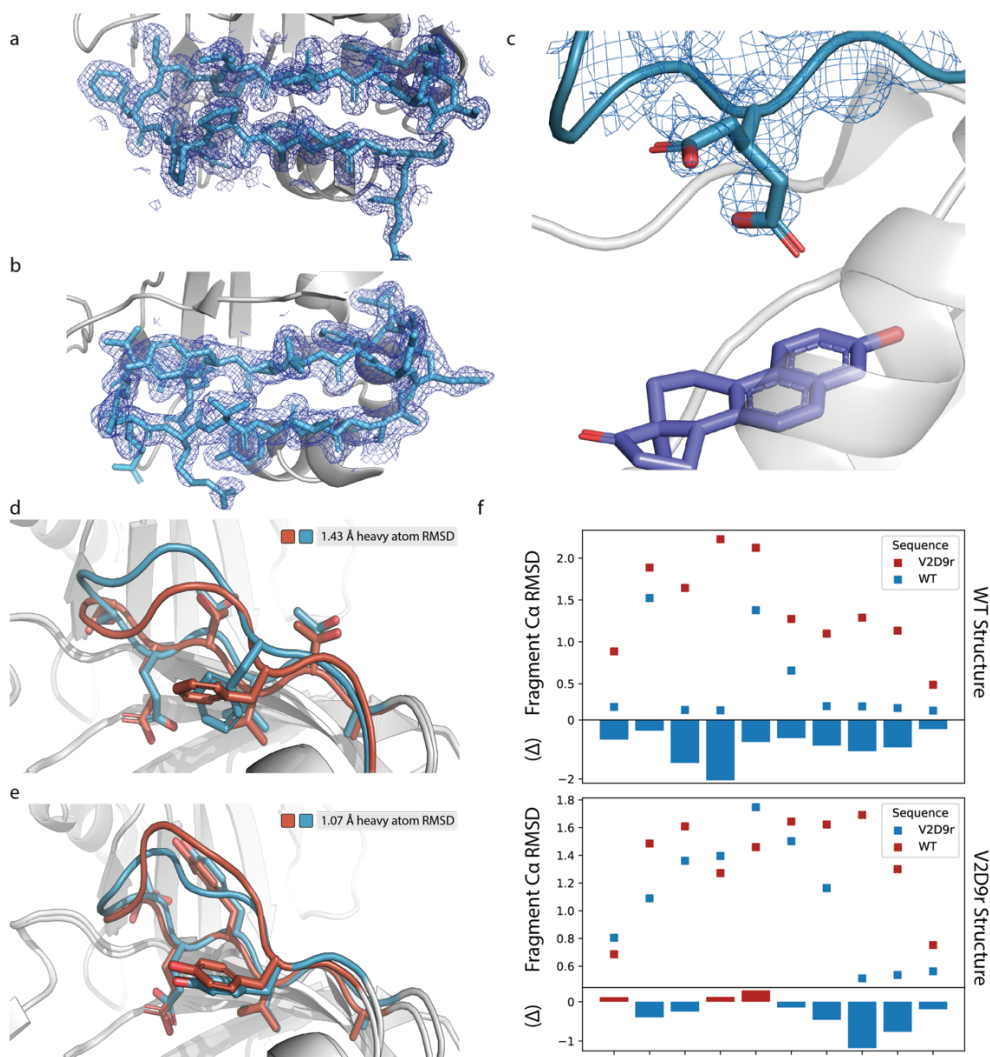 a
b
c
d
1.43 Å heavy atom RMSD
e
1.07 Å heavy atom RMSD
f
Fragment Cα RMSD
2.0
1.5
1.0
0.5
0
(Δ)
−2
Sequence
V2D9r
WT
WT Structure
Fragment Cα RMSD
1.8
1.6
1.4
1.2
1.0
0.8
0.6
(Δ)
0
−1
Sequence
V2D9r
WT
V2D9r Structure